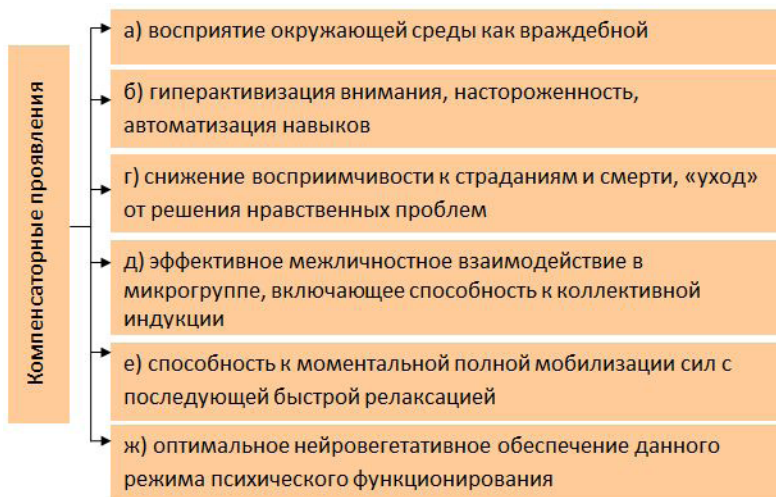 Компенсаторные проявления
а) восприятие окружающей среды как враждебной
б) гиперактивизация внимания, настороженность,
автоматизация навыков
г) снижение восприимчивости к страданиям и смерти, «уход»
от решения нравственных проблем
д) эффективное межличностное взаимодействие в
микрогруппе, включающее способность к коллективной
индукции
е) способность к моментальной полной мобилизации сил с
последующей быстрой релаксацией
ж) оптимальное нейровегетативное обеспечение данного
режима психического функционирования